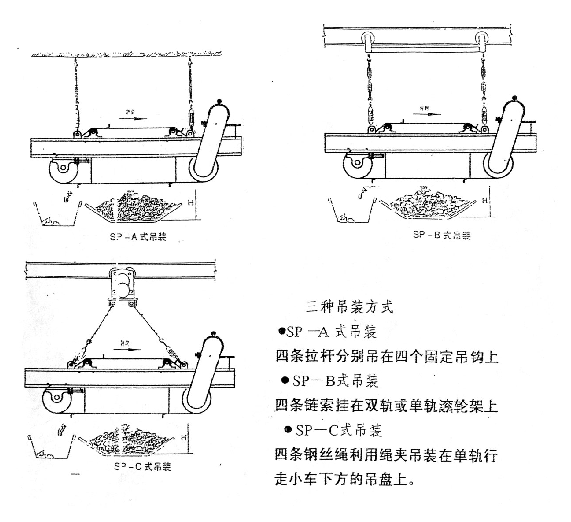 H
SP-A式吊装
H
SP-B式吊装
H
SP-C式吊装
三种吊装方式
●SP—A 式吊装
四条拉杆分别吊在四个固定吊钩上
●SP—B式吊装
四条链索挂在双轨或单轨滚轮架上
●SP—C式吊装
四条钢丝绳利用绳夹吊装在单轨行
走小车下方的吊盘上。